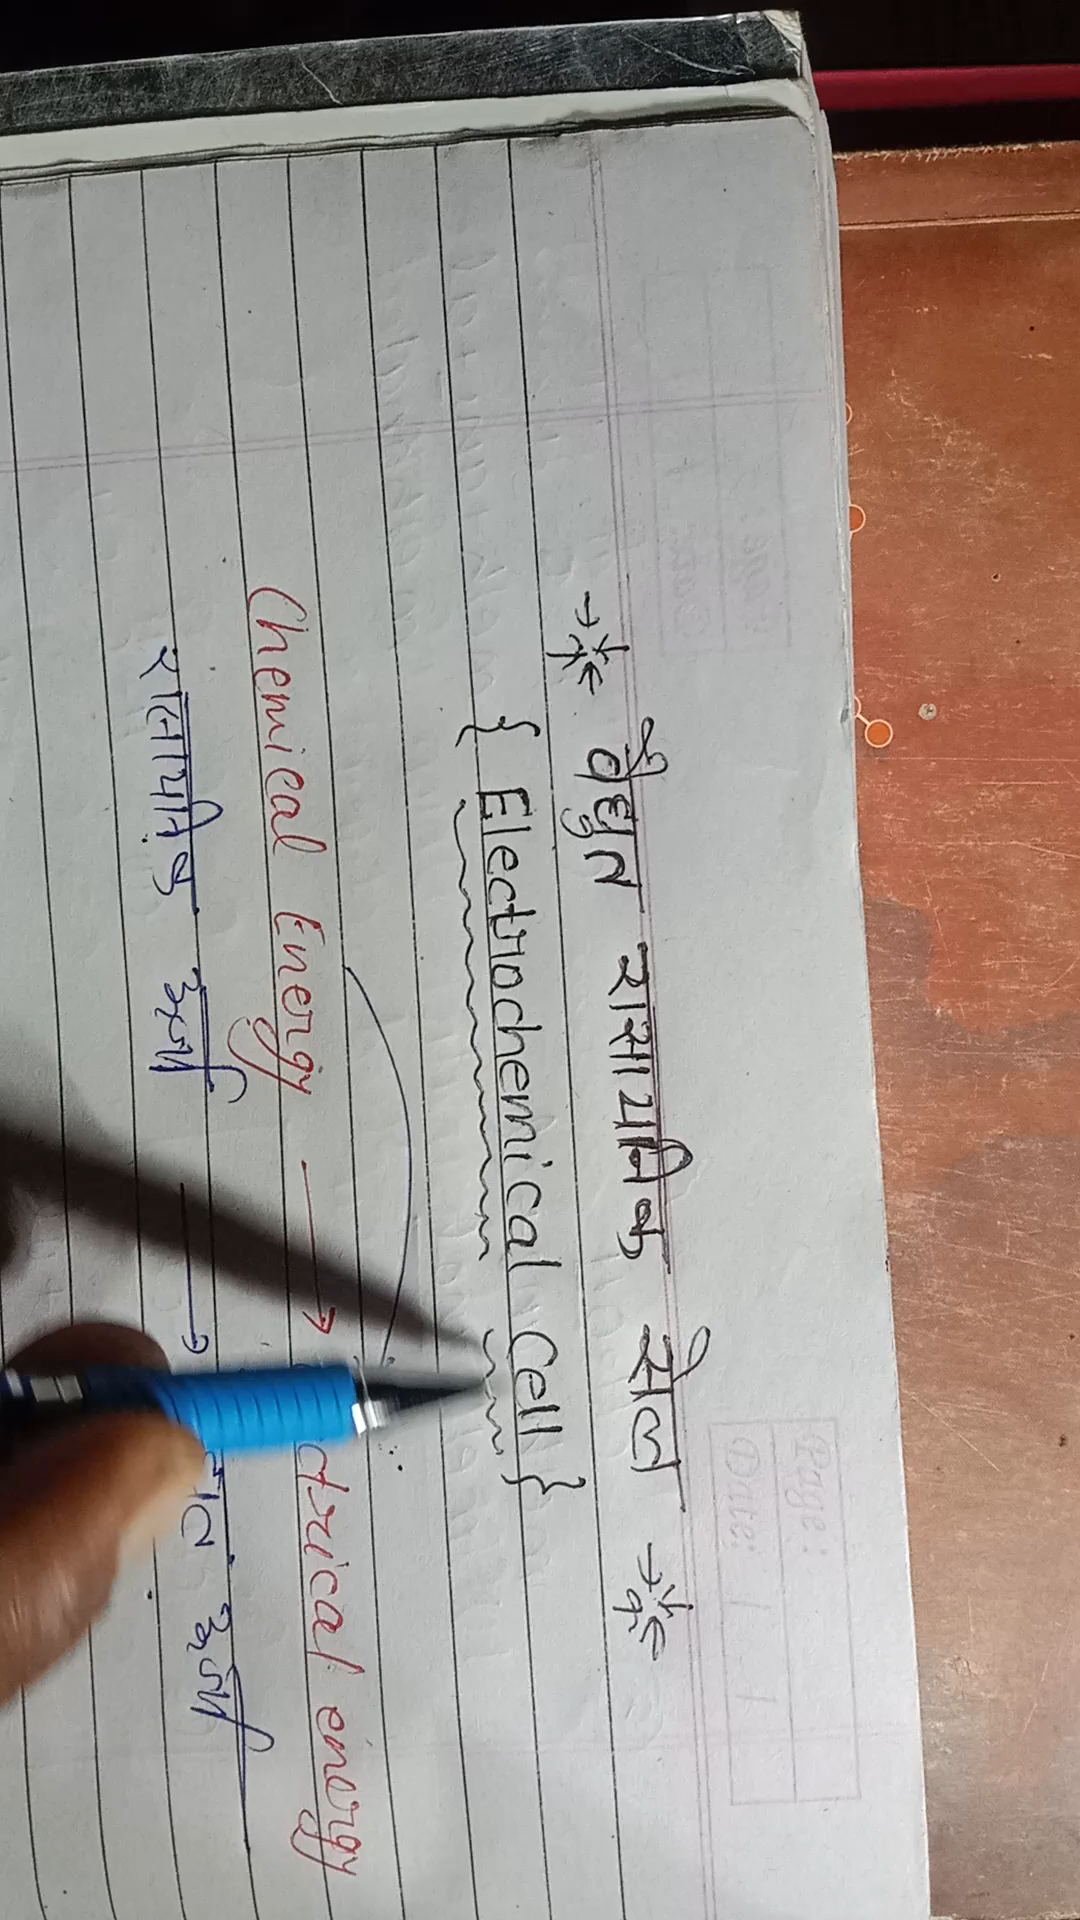 Page:
Date:
वैद्युत रासायनिक सेल
{ Electrochemical Cell }
Chemical Energy → ctrical energy
रासायनिक ऊर्जा → ऊर्जा